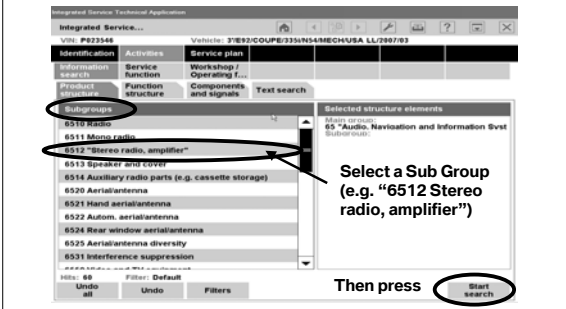 Integrated Service Technical Application
Integrated Service...
VIN: P023546 Vehicle: 3'/E92/COUPE/335i/N54/MECH/USA LL/2007/03
Identification Activities Service plan
Information search Service function Workshop / Operating f...
Product structure Function structure Components and signals Text search
Subgroups Selected structure elements
6510 Radio
6511 Mono radio
6512 "Stereo radio, amplifier"
6513 Speaker and cover
6514 Auxiliary radio parts (e.g. cassette storage)
6520 Aerial/antenna
6521 Hand aerial/antenna
6522 Autom. aerial/antenna
6524 Rear window aerial/antenna
6525 Aerial/antenna diversity
6531 Interference suppression
Main group:
65 "Audio, Navigation and Information Syst
Subgroup:
Select a Sub Group
(e.g. “6512 Stereo
radio, amplifier”)
Hits: 60 Filter: Default
Undo all Undo Filters
Then press
Start search